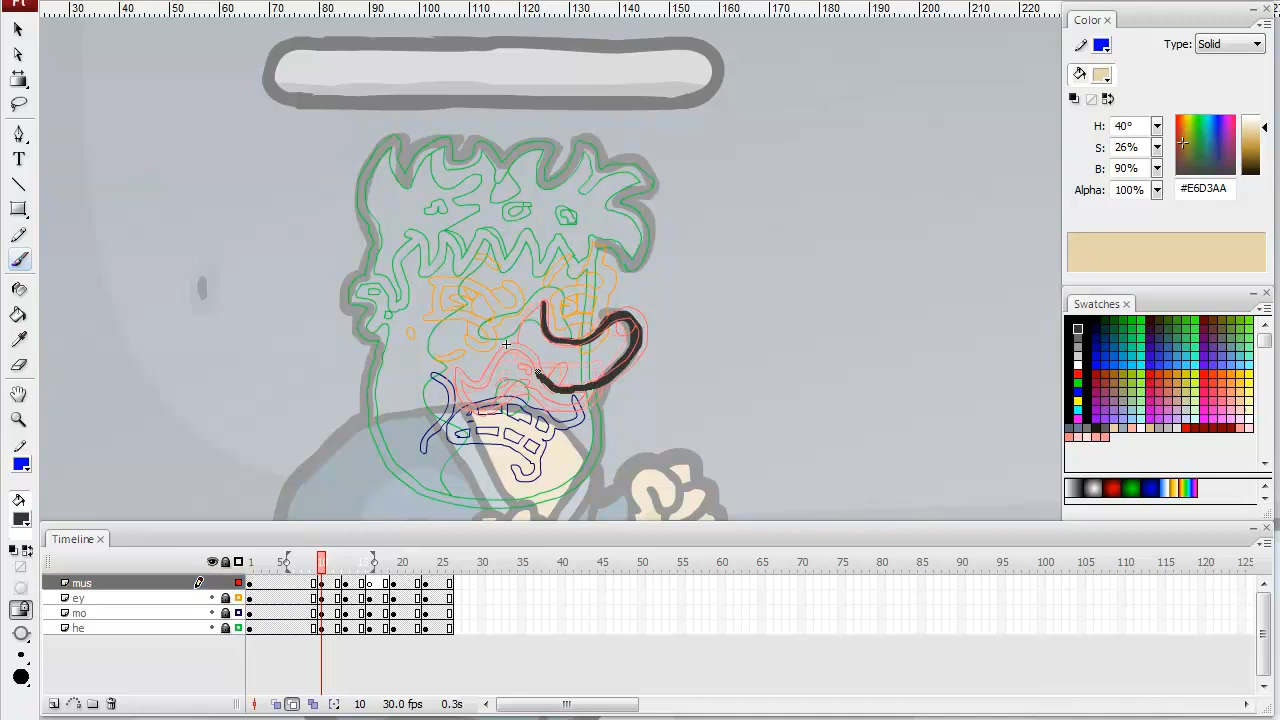 Fl
30 40 50 60 70 80 90 100 110 120 130 140 150 160 170 180 190 200 210 220
Color
Type: Solid
H: 40°
S: 26%
B: 90%
Alpha: 100% #E6D3AA
Swatches
T
Timeline
1 5 15 20 25 30 35 40 45 50 55 60 65 70 75 80 85 90 95 100 105 110 115 120 125
mus
ey
mo
he
10 30.0 fps 0.3s